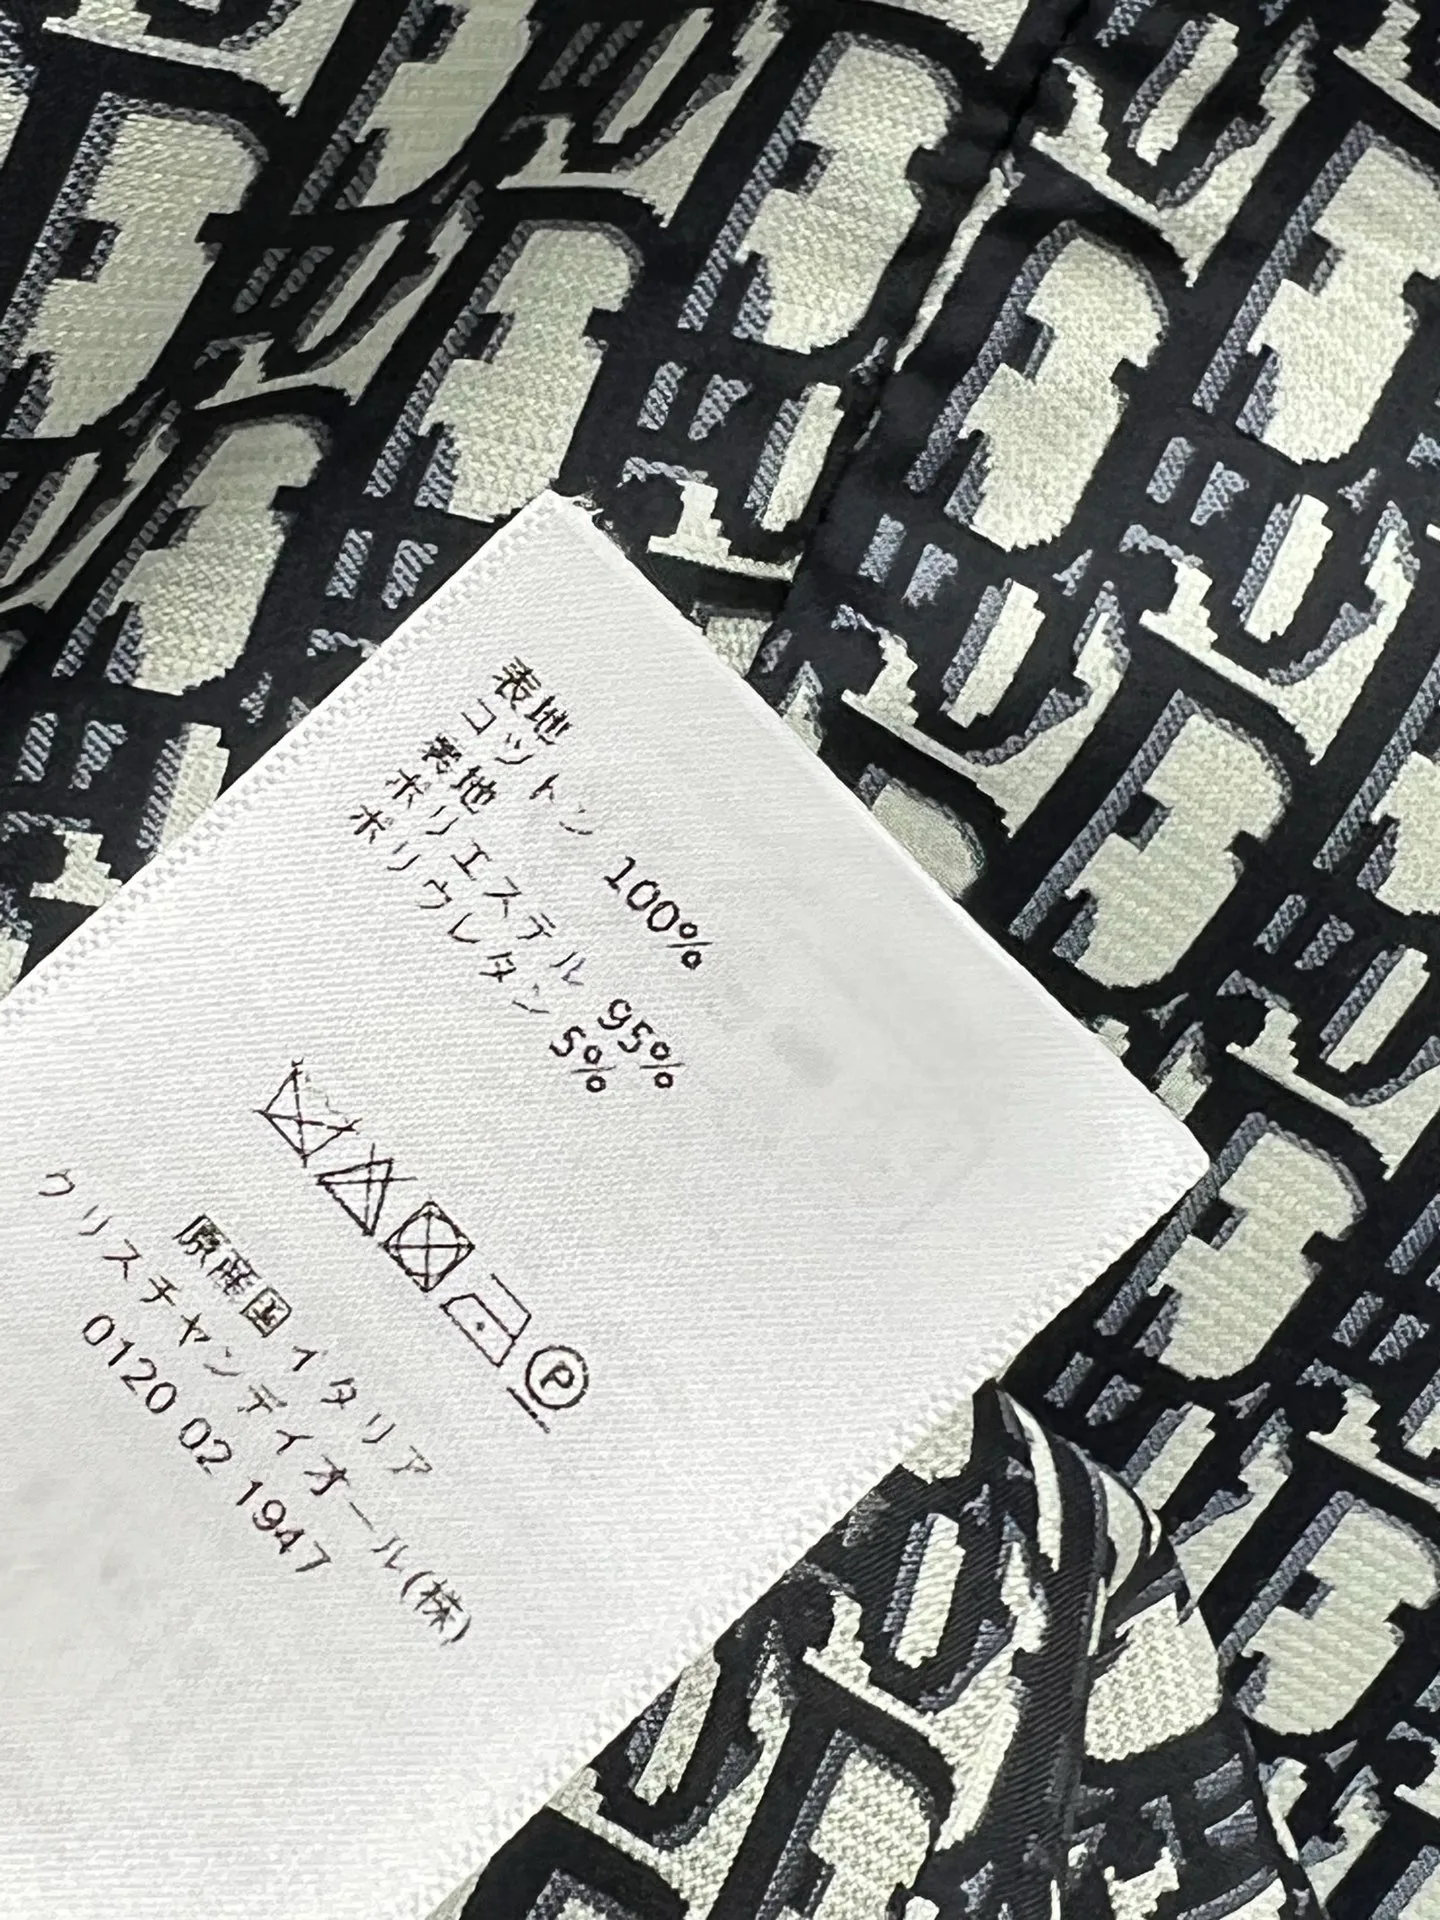 表地
コットン 100%
裏地
ポリエステル 95%
ポリウレタン 5%
P
原産国 イタリア
クリスチャンディオール(株)
0120 02 1947